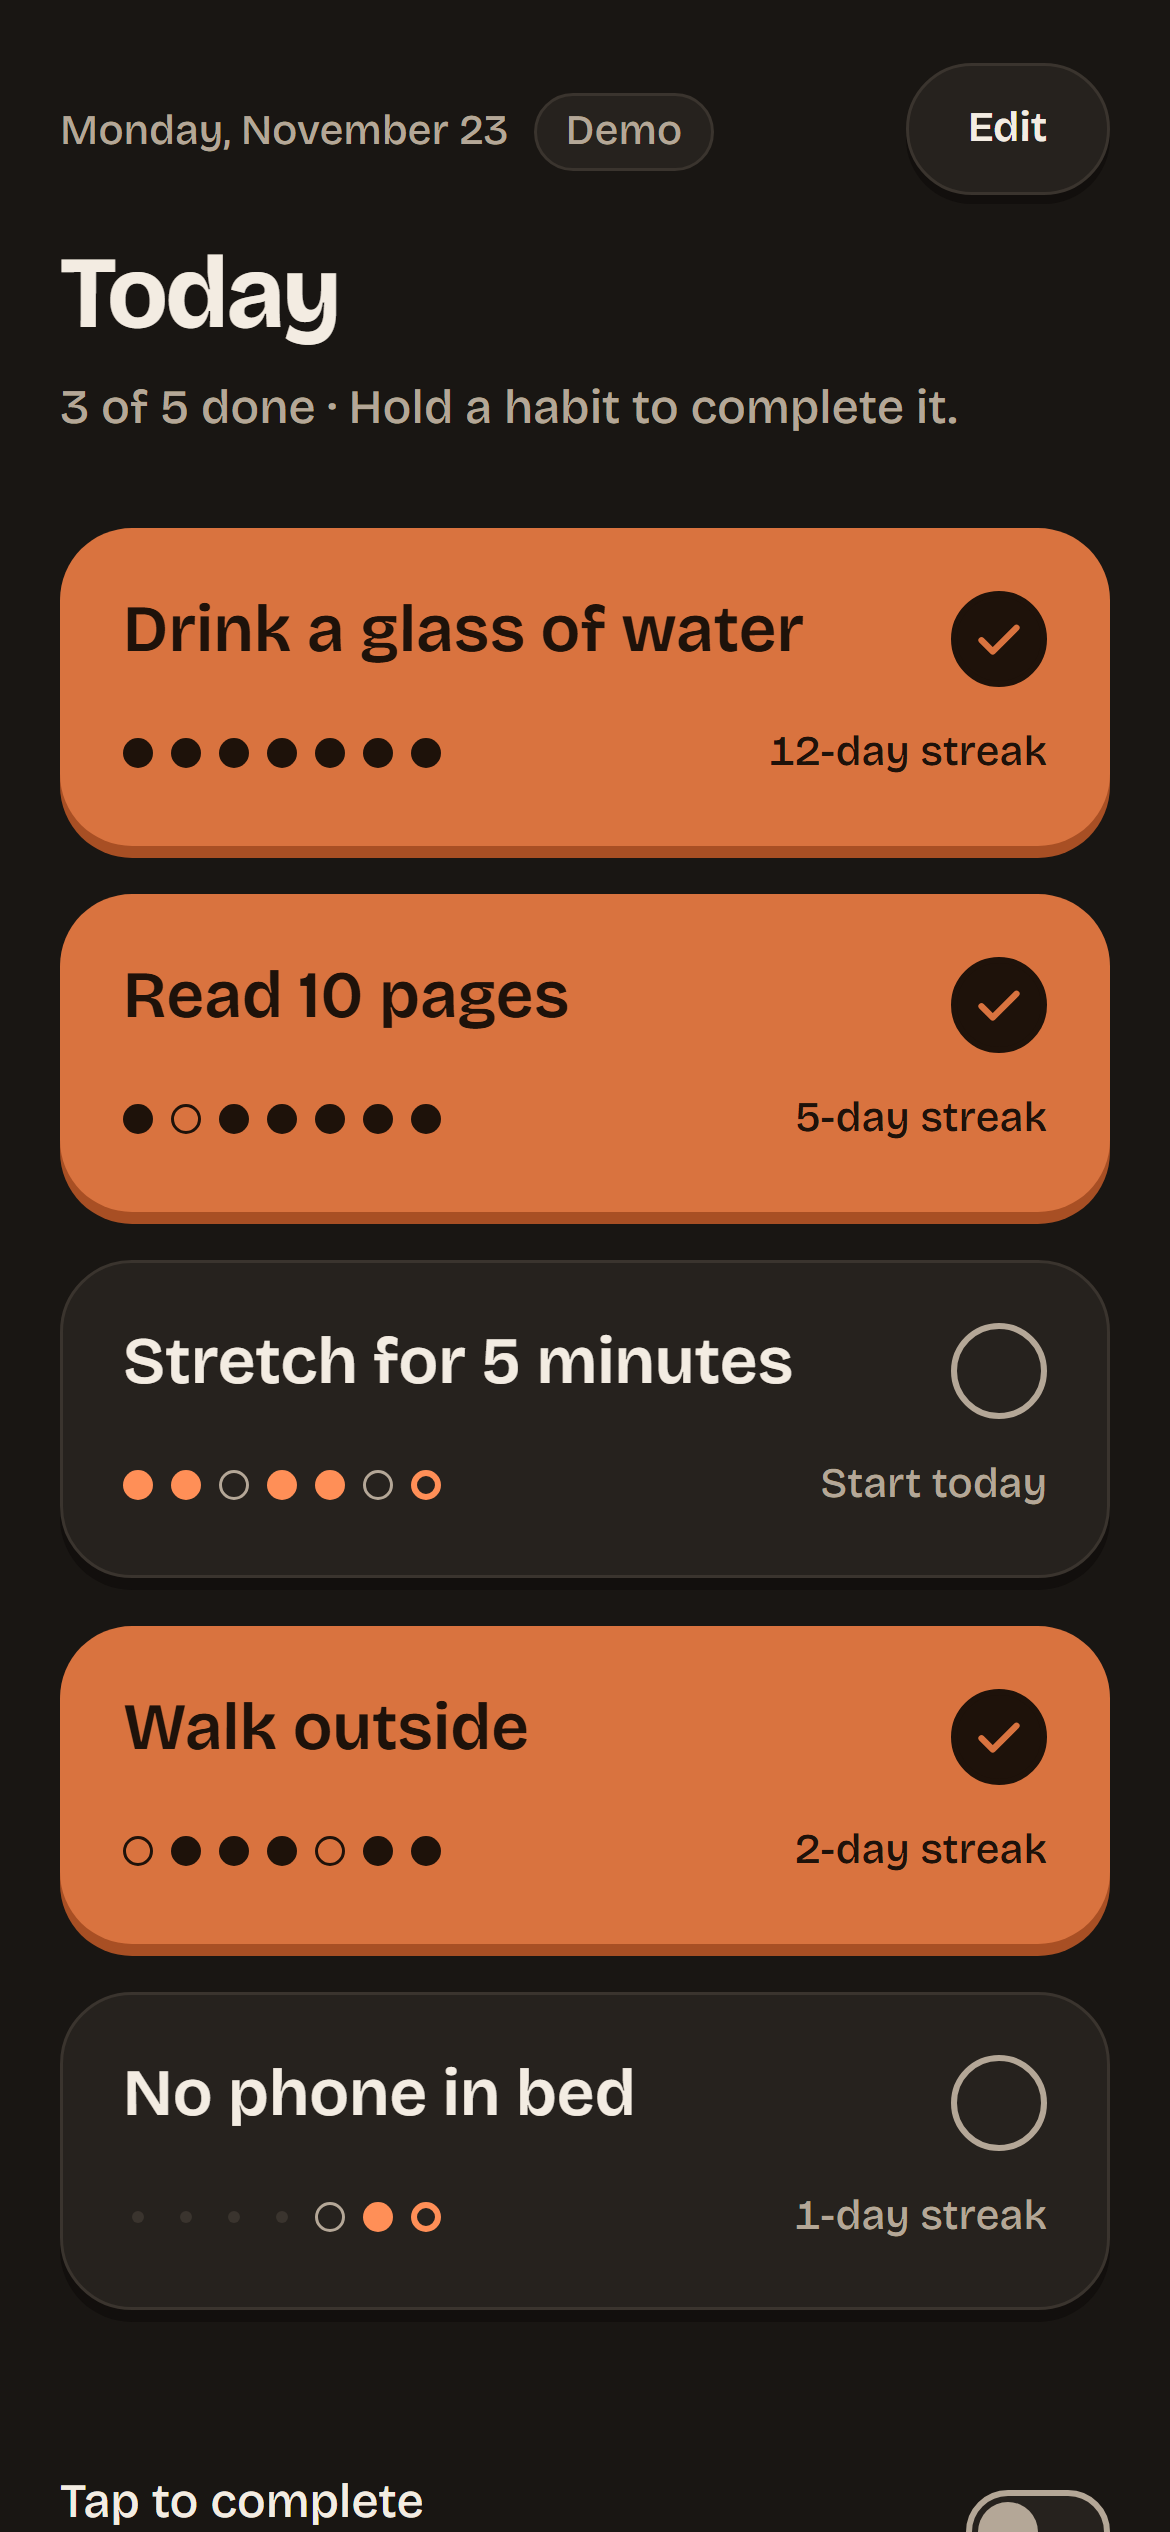 Monday, November 23 Demo Edit
Today
3 of 5 done · Hold a habit to complete it.
Drink a glass of water
12-day streak
Read 10 pages
5-day streak
Stretch for 5 minutes
Start today
Walk outside
2-day streak
No phone in bed
1-day streak
Tap to complete